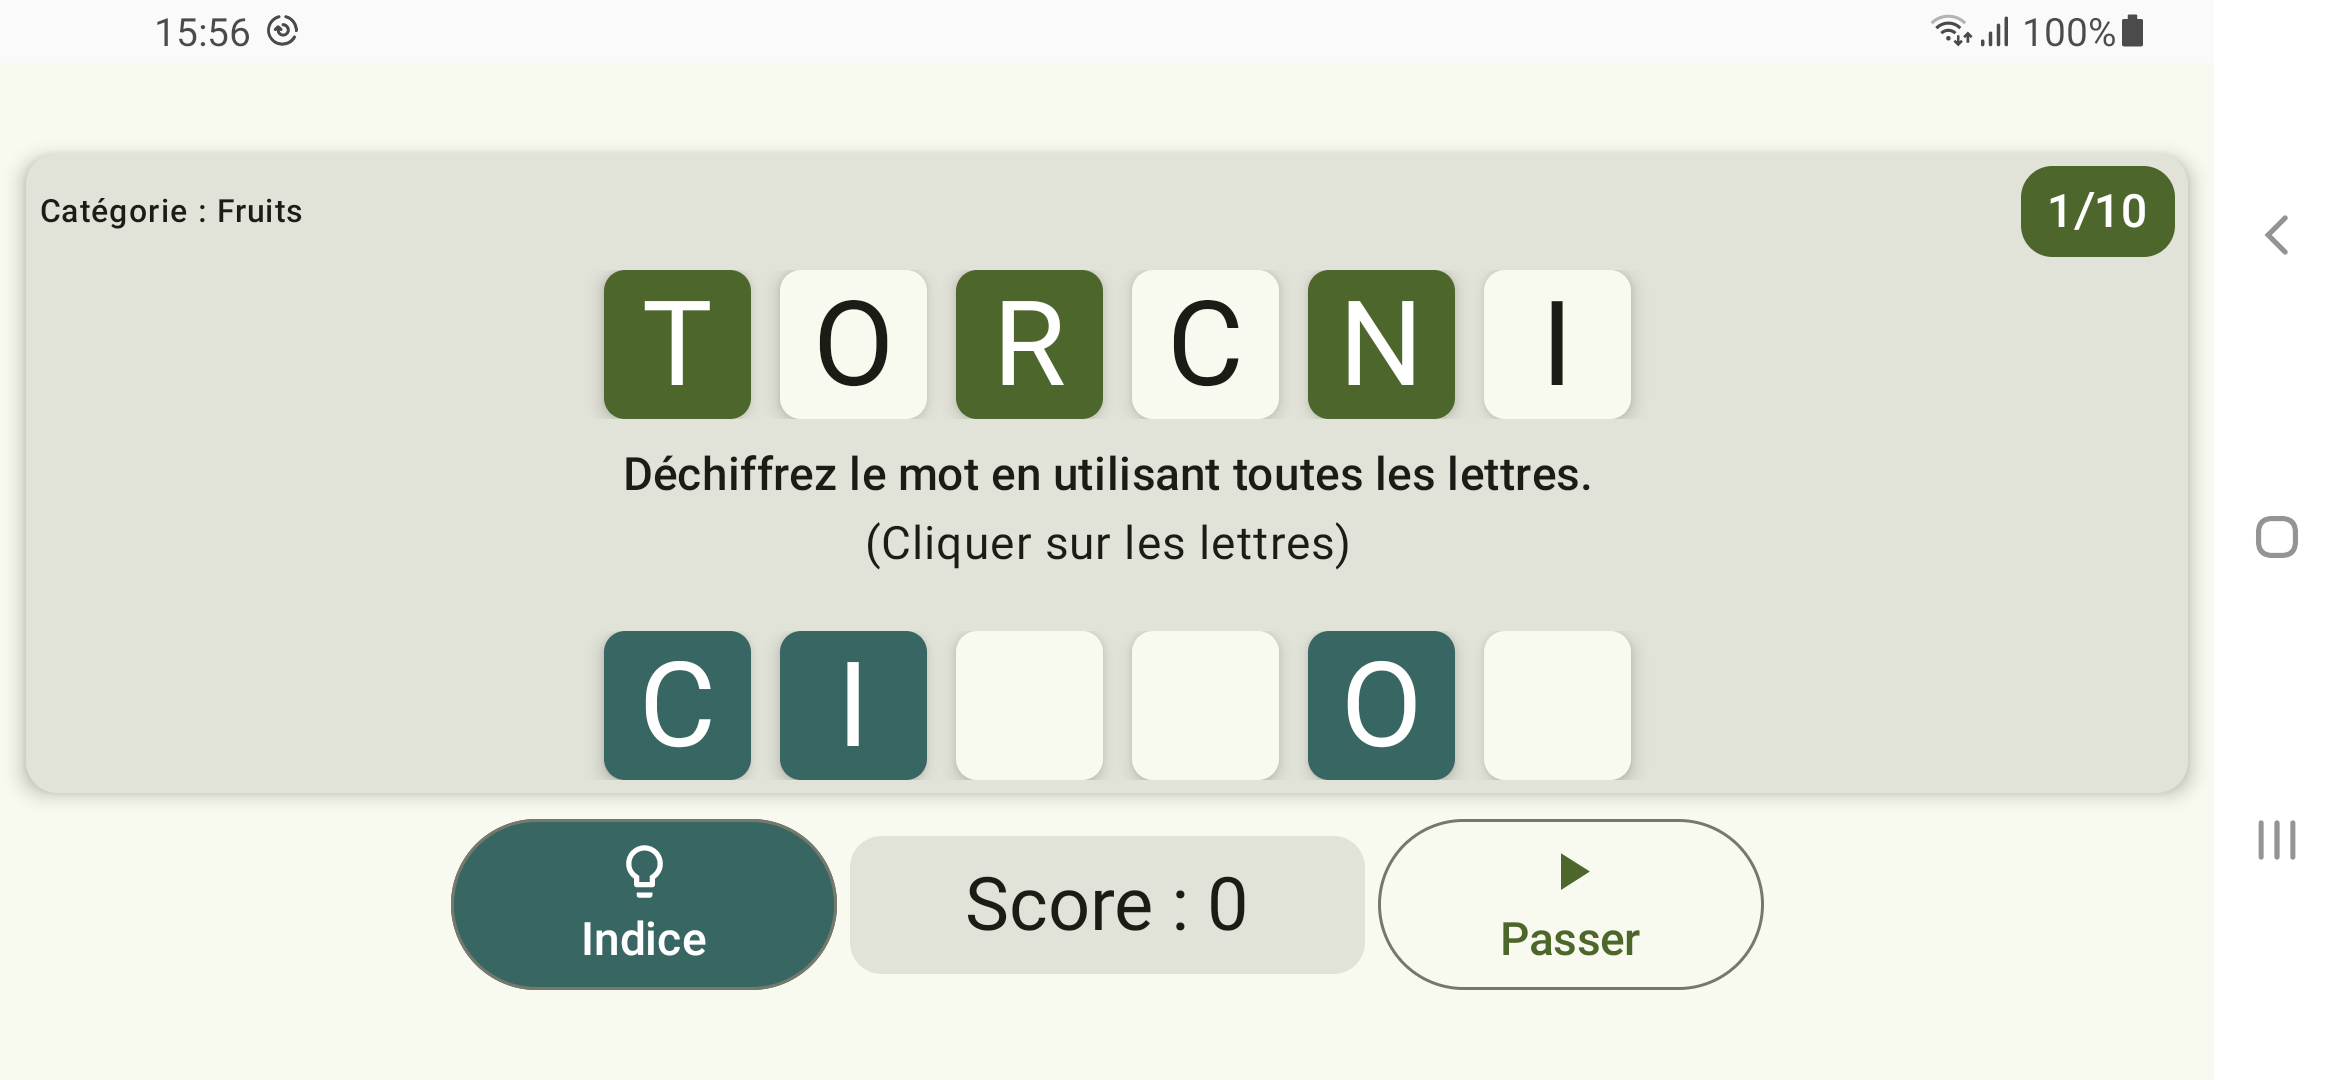 15:56 100%
Catégorie : Fruits 1/10
T O R C N I
Déchiffrez le mot en utilisant toutes les lettres.
(Cliquer sur les lettres)
C I O
Indice Score : 0 Passer